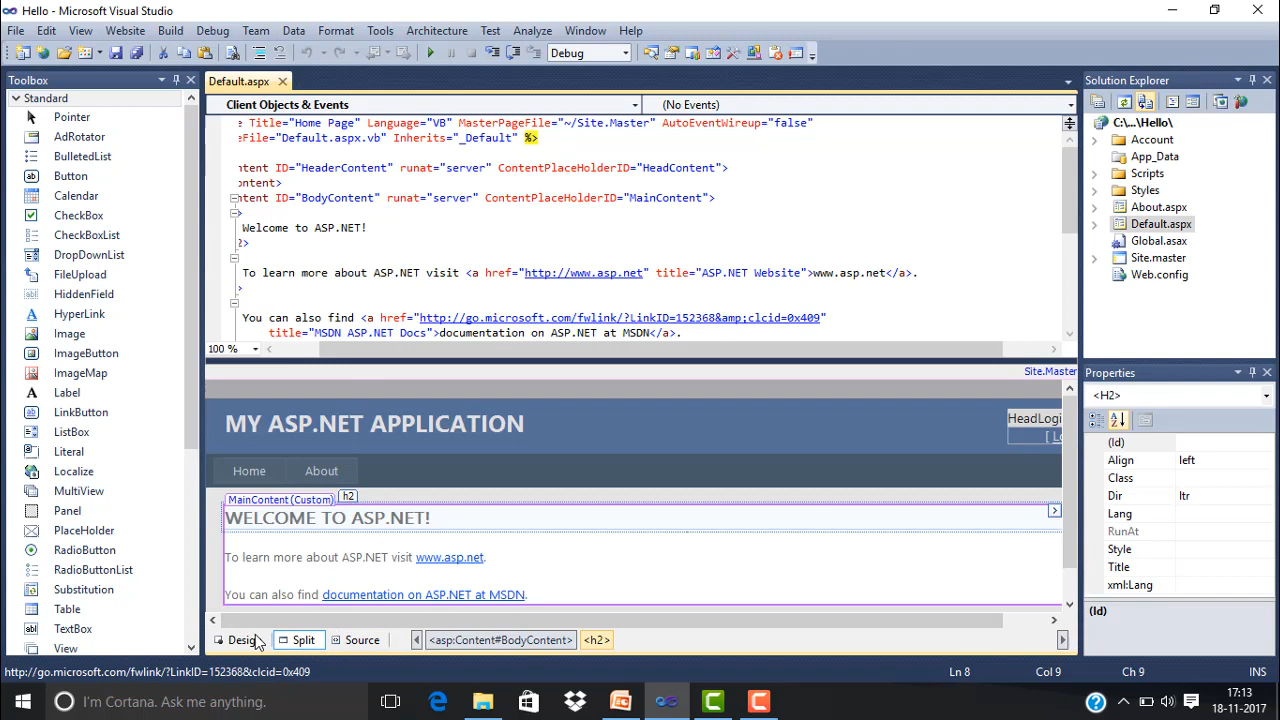 Hello - Microsoft Visual Studio
File Edit View Website Build Debug Team Data Format Tools Architecture Test Analyze Window Help
Debug
Toolbox
Standard
Pointer
AdRotator
BulletedList
Button
Calendar
CheckBox
CheckBoxList
DropDownList
FileUpload
HiddenField
HyperLink
Image
ImageButton
ImageMap
Label
LinkButton
ListBox
Literal
Localize
MultiView
Panel
PlaceHolder
RadioButton
RadioButtonList
Substitution
Table
TextBox
View
Default.aspx
Client Objects & Events (No Events)
e Title="Home Page" Language="VB" MasterPageFile="~/Site.Master" AutoEventWireup="false"
eFile="Default.aspx.vb" Inherits="_Default" %>
ntent ID="HeaderContent" runat="server" ContentPlaceHolderID="HeadContent">
ontent>
ntent ID="BodyContent" runat="server" ContentPlaceHolderID="MainContent">
>
Welcome to ASP.NET!
2>
To learn more about ASP.NET visit <a href="http://www.asp.net" title="ASP.NET Website">www.asp.net</a>.
>
You can also find <a href="http://go.microsoft.com/fwlink/?LinkID=152368&amp;clcid=0x409"
title="MSDN ASP.NET Docs">documentation on ASP.NET at MSDN</a>.
100 %
Site.Master
MY ASP.NET APPLICATION
HeadLogi
[ Lo
Home About
MainContent (Custom) h2
WELCOME TO ASP.NET!
To learn more about ASP.NET visit www.asp.net.
You can also find documentation on ASP.NET at MSDN.
Design Split Source <asp:Content#BodyContent> <h2>
Solution Explorer
C:\...\Hello\
Account
App_Data
Scripts
Styles
About.aspx
Default.aspx
Global.asax
Site.master
Web.config
Properties
<H2>
(Id)
Align left
Class
Dir ltr
Lang
RunAt
Style
Title
xml:Lang
(Id)
http://go.microsoft.com/fwlink/?LinkID=152368&clcid=0x409 Ln 8 Col 9 Ch 9 INS
I'm Cortana. Ask me anything.
17:13
18-11-2017